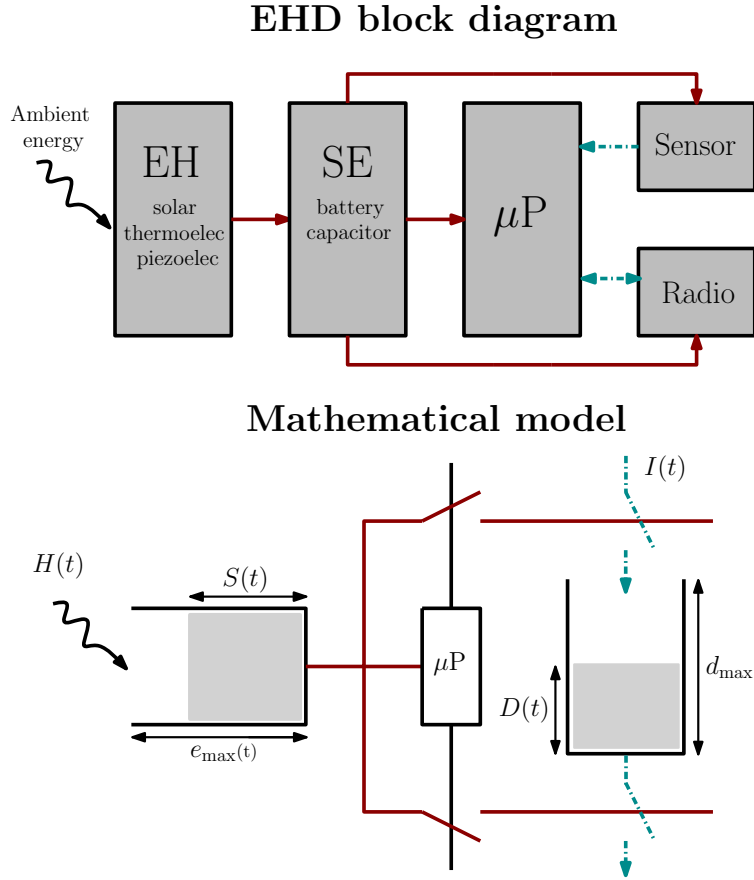 EHD block diagram
Ambient
energy
EH
solar
thermoelec
piezoelec
SE
battery
capacitor
μP
Sensor
Radio
Mathematical model
H(t)
S(t)
e_max(t)
μP
I(t)
D(t)
d_max